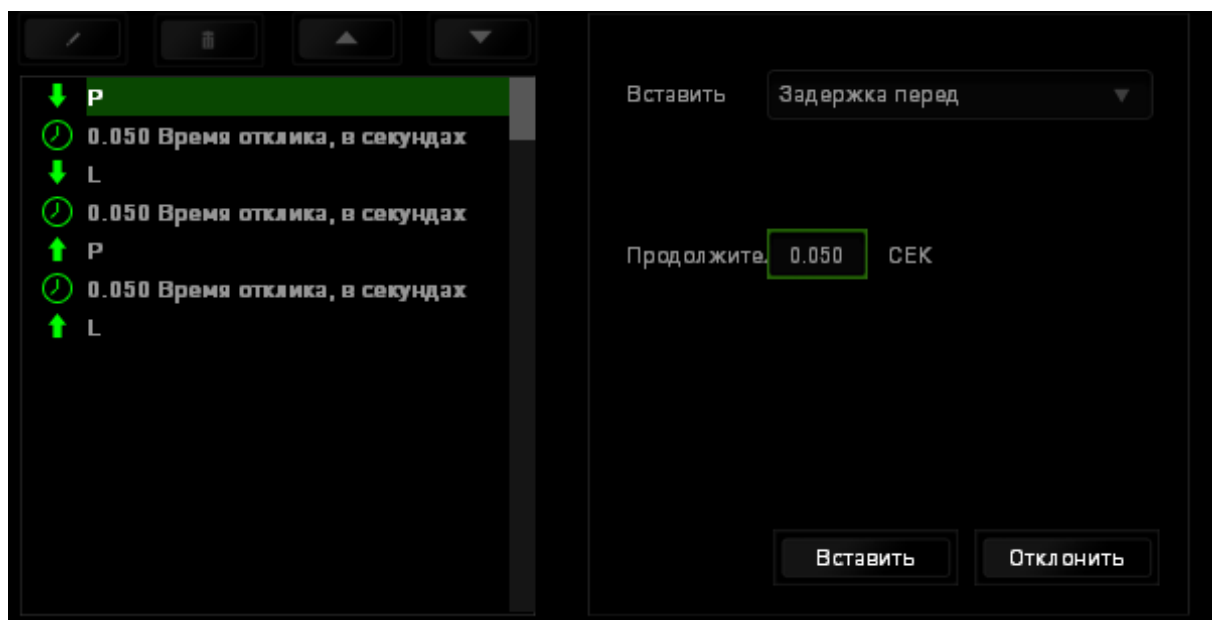 P
0.050 Время отклика, в секундах
L
0.050 Время отклика, в секундах
P
0.050 Время отклика, в секундах
L
Вставить Задержка перед
Продолжите. 0.050 СЕК
Вставить Отклонить